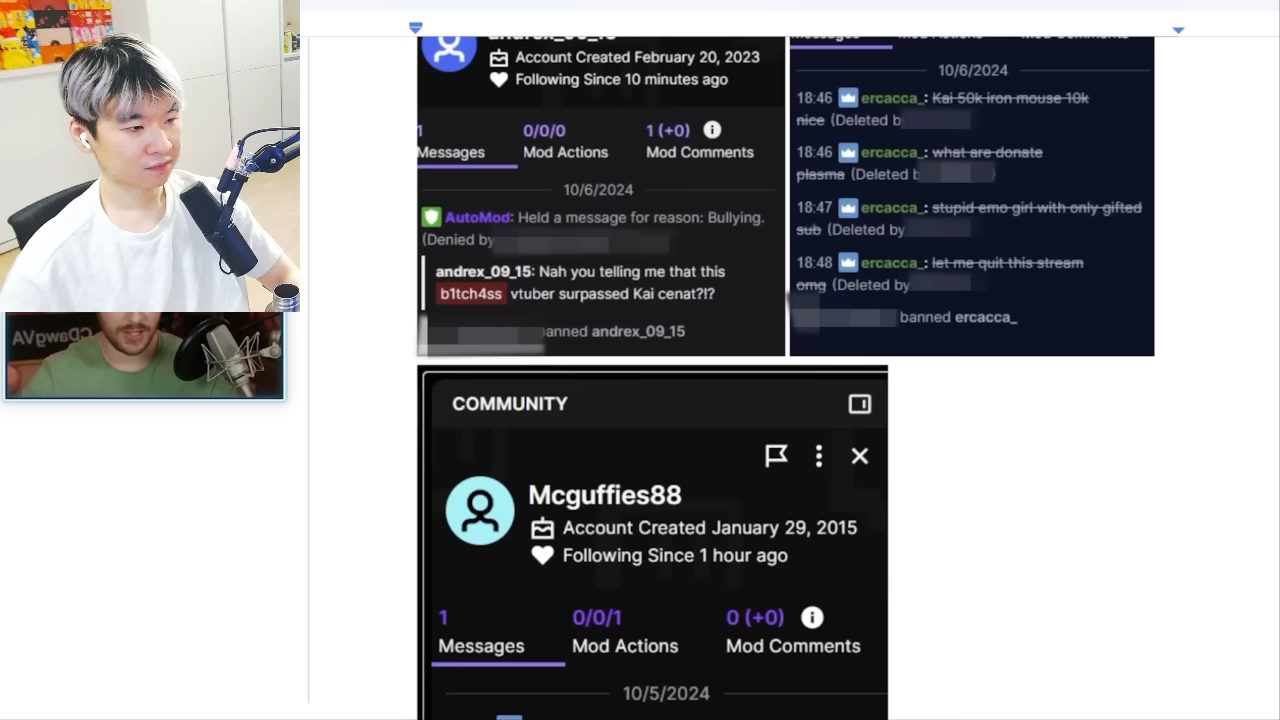 Account Created February 20, 2023
Following Since 10 minutes ago
1
0/0/0
1 (+0)
Messages
Mod Actions
Mod Comments
10/6/2024
AutoMod: Held a message for reason: Bullying.
(Denied by
andrex_09_15: Nah you telling me that this
b1tch4ss vtuber surpassed Kai cenat?!?
banned andrex_09_15
10/6/2024
18:46 ercacca_: Kai 50k iron mouse 10k
nice (Deleted b
18:46 ercacca_: what are donate
plasma (Deleted b )
18:47 ercacca_: stupid emo girl with only gifted
sub (Deleted by
18:48 ercacca_: let me quit this stream
omg (Deleted by
banned ercacca_
CDawgVA
COMMUNITY
Mcguffies88
Account Created January 29, 2015
Following Since 1 hour ago
1
0/0/1
0 (+0)
Messages
Mod Actions
Mod Comments
10/5/2024